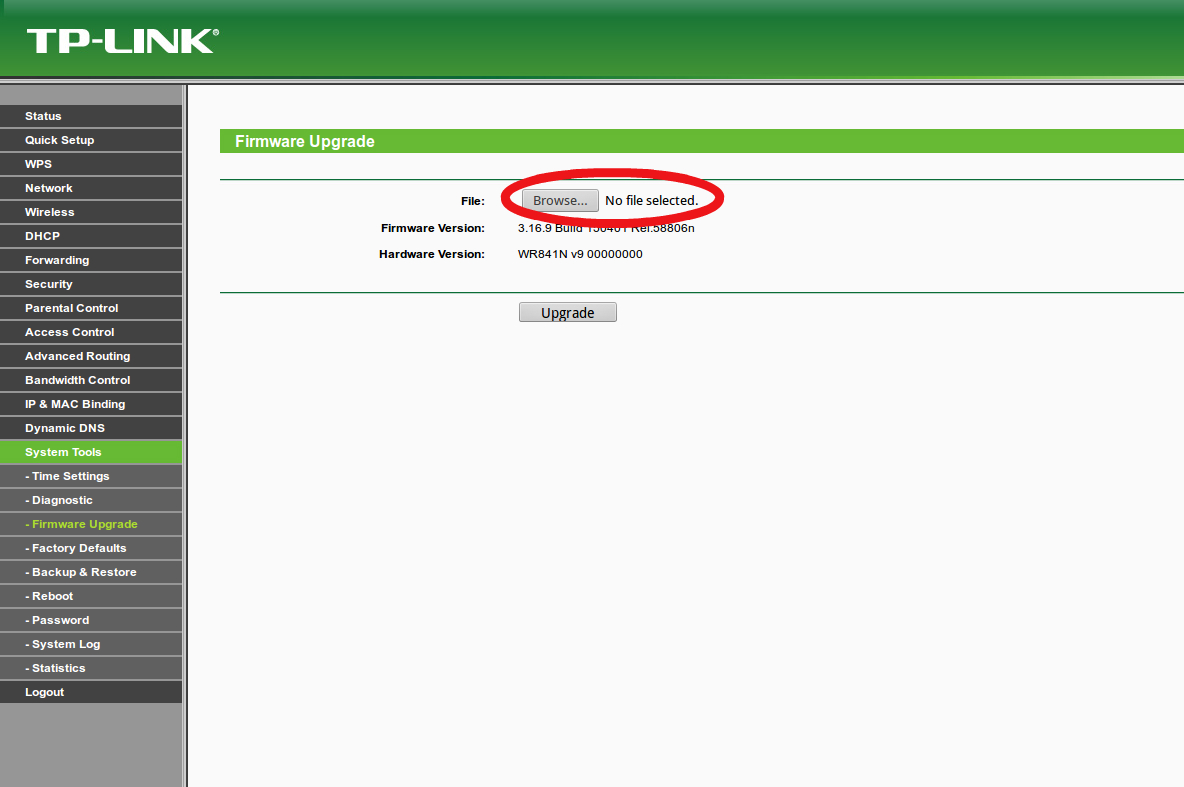 TP-LINK®
Status
Quick Setup
WPS
Network
Wireless
DHCP
Forwarding
Security
Parental Control
Access Control
Advanced Routing
Bandwidth Control
IP & MAC Binding
Dynamic DNS
System Tools
- Time Settings
- Diagnostic
- Firmware Upgrade
- Factory Defaults
- Backup & Restore
- Reboot
- Password
- System Log
- Statistics
Logout
Firmware Upgrade
File: Browse... No file selected.
Firmware Version: 3.16.9 Build 150401 Rel.58806n
Hardware Version: WR841N v9 00000000
Upgrade